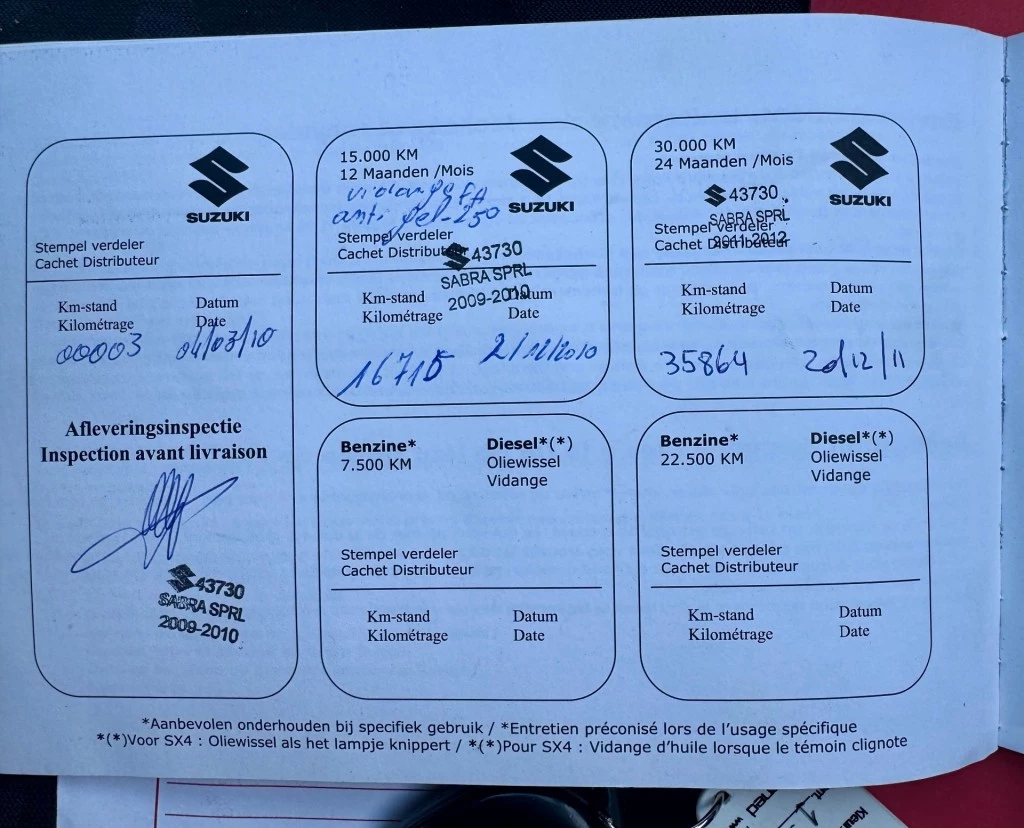 SUZUKI
Stempel verdeler
Cachet Distributeur
Km-stand Datum
Kilométrage Date
00003 04/03/10
Afleveringsinspectie
Inspection avant livraison
43730
SABRA SPRL
2009-2010
15.000 KM
12 Maanden /Mois
SUZUKI
vidange FH
anti gel-250
Stempel verdeler
Cachet Distributeur
43730
SABRA SPRL
2009-2010
Km-stand Datum
Kilométrage Date
16715 2/12/2010
30.000 KM
24 Maanden /Mois
SUZUKI
43730
SABRA SPRL
2011-2012
Stempel verdeler
Cachet Distributeur
Km-stand Datum
Kilométrage Date
35864 20/12/11
Benzine* Diesel*(*)
7.500 KM Oliewissel
Vidange
Stempel verdeler
Cachet Distributeur
Km-stand Datum
Kilométrage Date
Benzine* Diesel*(*)
22.500 KM Oliewissel
Vidange
Stempel verdeler
Cachet Distributeur
Km-stand Datum
Kilométrage Date
*Aanbevolen onderhouden bij specifiek gebruik / *Entretien préconisé lors de l'usage spécifique
*(*)Voor SX4 : Oliewissel als het lampje knippert / *(*)Pour SX4 : Vidange d'huile lorsque le témoin clignote